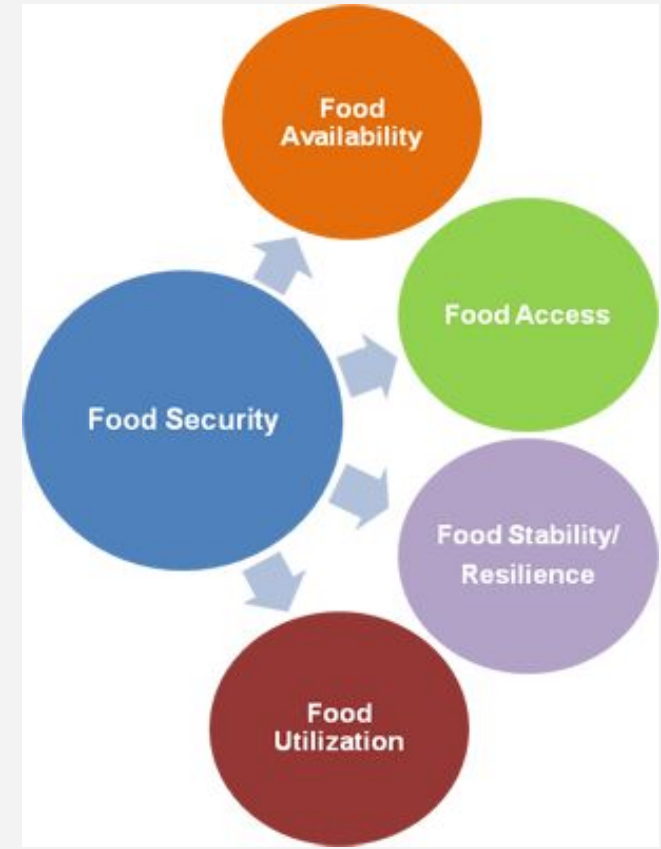 Food
Availability
Food Access
Food Security
Food Stability/
Resilience
Food
Utilization